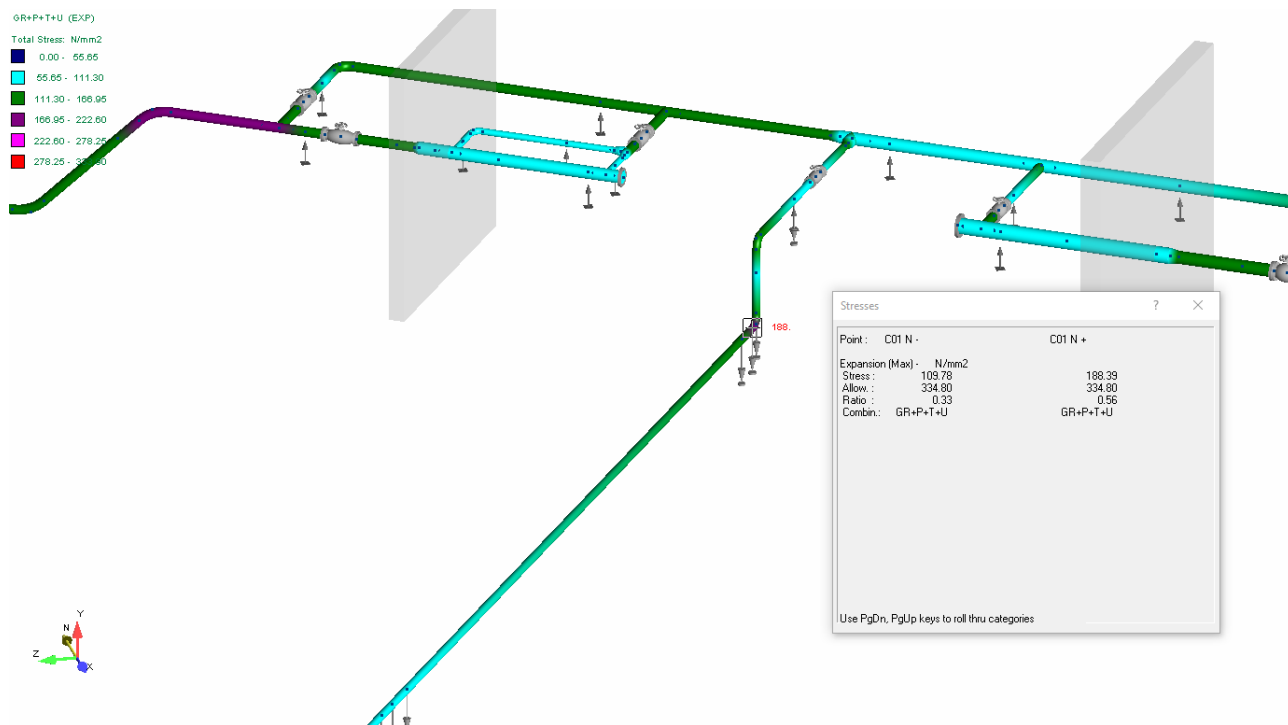 GR+P+T+U (EXP)
Total Stress: N/mm2
0.00 - 55.65
55.65 - 111.30
111.30 - 166.95
166.95 - 222.60
222.60 - 278.25
278.25 -
188.
Stresses ? ×
Point : C01 N - C01 N +
Expansion (Max) - N/mm2
Stress : 109.78 188.39
Allow. : 334.80 334.80
Ratio : 0.33 0.56
Combin.: GR+P+T+U GR+P+T+U
Use PgDn, PgUp keys to roll thru categories
Y
N
Z
X